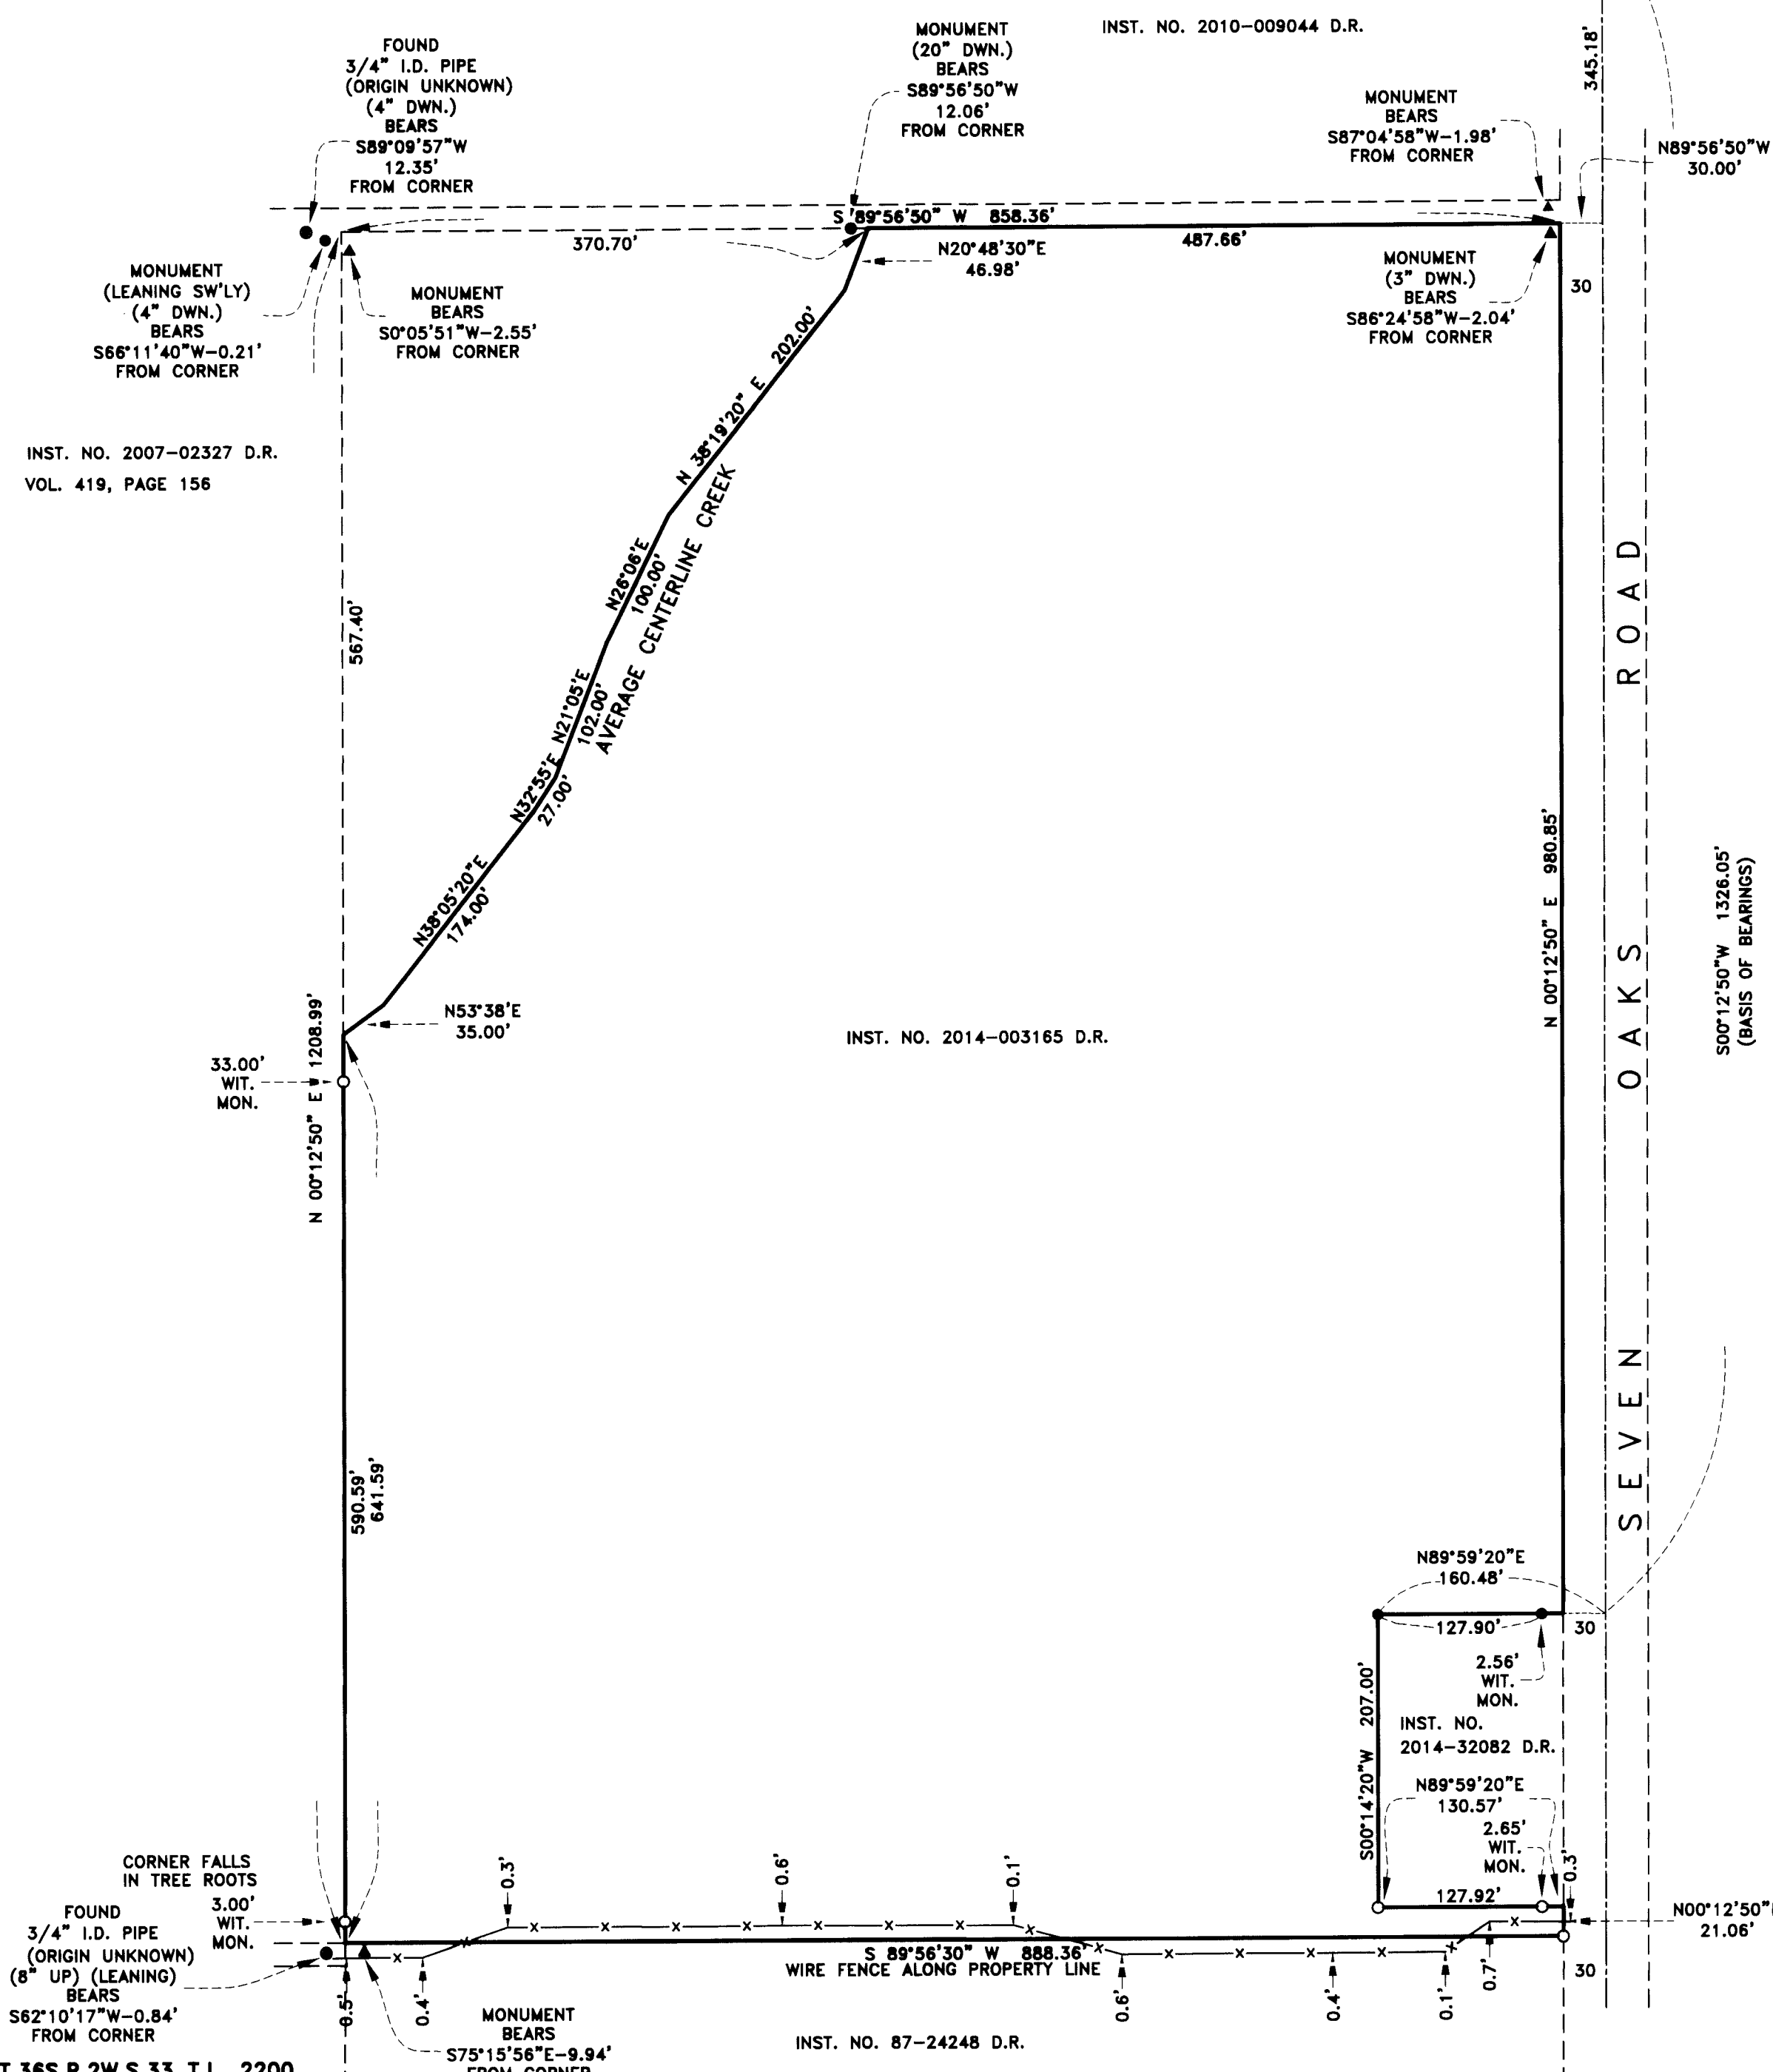 INST. NO. 2010-009044 D.R.
345.18'
FOUND
3/4" I.D. PIPE
(ORIGIN UNKNOWN)
(4" DWN.)
BEARS
S89°09'57"W
12.35'
FROM CORNER
MONUMENT
(20" DWN.)
BEARS
S89°56'50"W
12.06'
FROM CORNER
MONUMENT
BEARS
S87°04'58"W-1.98'
FROM CORNER
N89°56'50"W
30.00'
S 89°56'50" W 858.36'
370.70'
487.66'
N20°48'30"E
46.98'
MONUMENT
(LEANING SW'LY)
(4" DWN.)
BEARS
S66°11'40"W-0.21'
FROM CORNER
MONUMENT
BEARS
S0°05'51"W-2.55'
FROM CORNER
MONUMENT
(3" DWN.)
BEARS
S86°24'58"W-2.04'
FROM CORNER
30
N 38°19'20" E 202.00'
INST. NO. 2007-02327 D.R.
VOL. 419, PAGE 156
N26°06'E
100.00'
AVERAGE CENTERLINE CREEK
567.40'
N21°05'E
102.00'
N32°55'E
27.00'
N38°05'20"E
174.00'
N53°38'E
35.00'
33.00'
WIT.
MON.
N 00°12'50" E 1208.99'
INST. NO. 2014-003165 D.R.
N 00°12'50" E 980.85'
SEVEN OAKS ROAD
S00°12'50"W 1326.05'
(BASIS OF BEARINGS)
590.59'
641.59'
N89°59'20"E
160.48'
127.90'
30
2.56'
WIT.
MON.
S00°14'20"W 207.00'
INST. NO.
2014-32082 D.R.
N89°59'20"E
130.57'
2.65'
WIT.
MON.
127.92'
0.3'
N00°12'50"
21.06'
CORNER FALLS
IN TREE ROOTS
3.00'
WIT.
MON.
FOUND
3/4" I.D. PIPE
(ORIGIN UNKNOWN)
(8" UP) (LEANING)
BEARS
S62°10'17"W-0.84'
FROM CORNER
0.3'
0.6'
0.1'
S 89°56'30" W 888.36'
WIRE FENCE ALONG PROPERTY LINE
0.5'
0.4'
0.6'
0.4'
0.1'
0.7'
30
MONUMENT
BEARS
S75°15'56"E-9.94'
FROM CORNER
INST. NO. 87-24248 D.R.
T.36S R.2W S.33 T.L. 2200